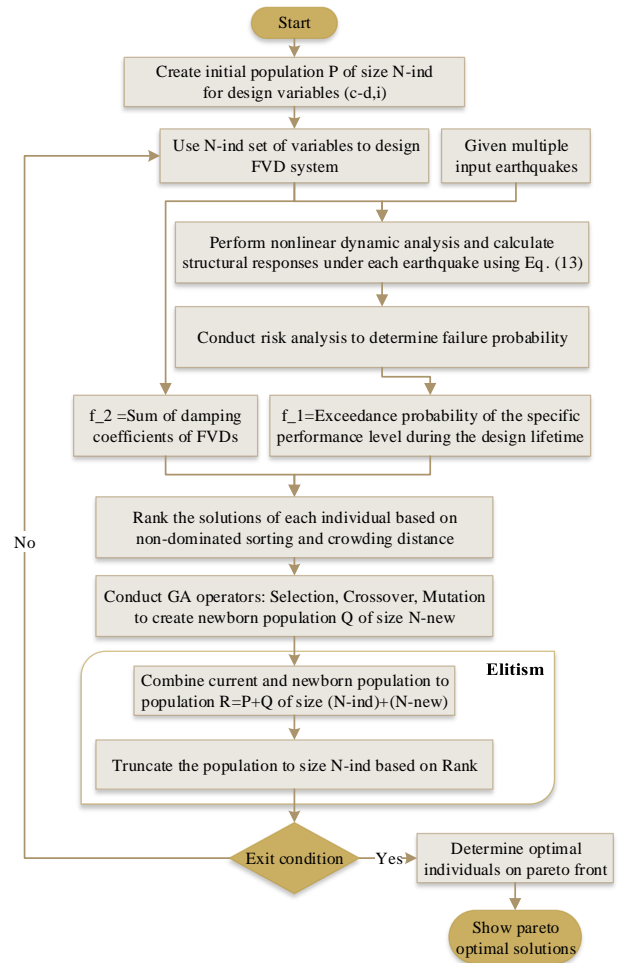 Start
Create initial population P of size N-ind
for design variables (c-d,i)
Use N-ind set of variables to design
FVD system
Given multiple
input earthquakes
Perform nonlinear dynamic analysis and calculate
structural responses under each earthquake using Eq. (13)
Conduct risk analysis to determine failure probability
f_2 =Sum of damping
coefficients of FVDs
f_1=Exceedance probability of the specific
performance level during the design lifetime
No
Rank the solutions of each individual based on
non-dominated sorting and crowding distance
Conduct GA operators: Selection, Crossover, Mutation
to create newborn population Q of size N-new
Elitism
Combine current and newborn population to
population R=P+Q of size (N-ind)+(N-new)
Truncate the population to size N-ind based on Rank
Exit condition
Yes
Determine optimal
individuals on pareto front
Show pareto
optimal solutions